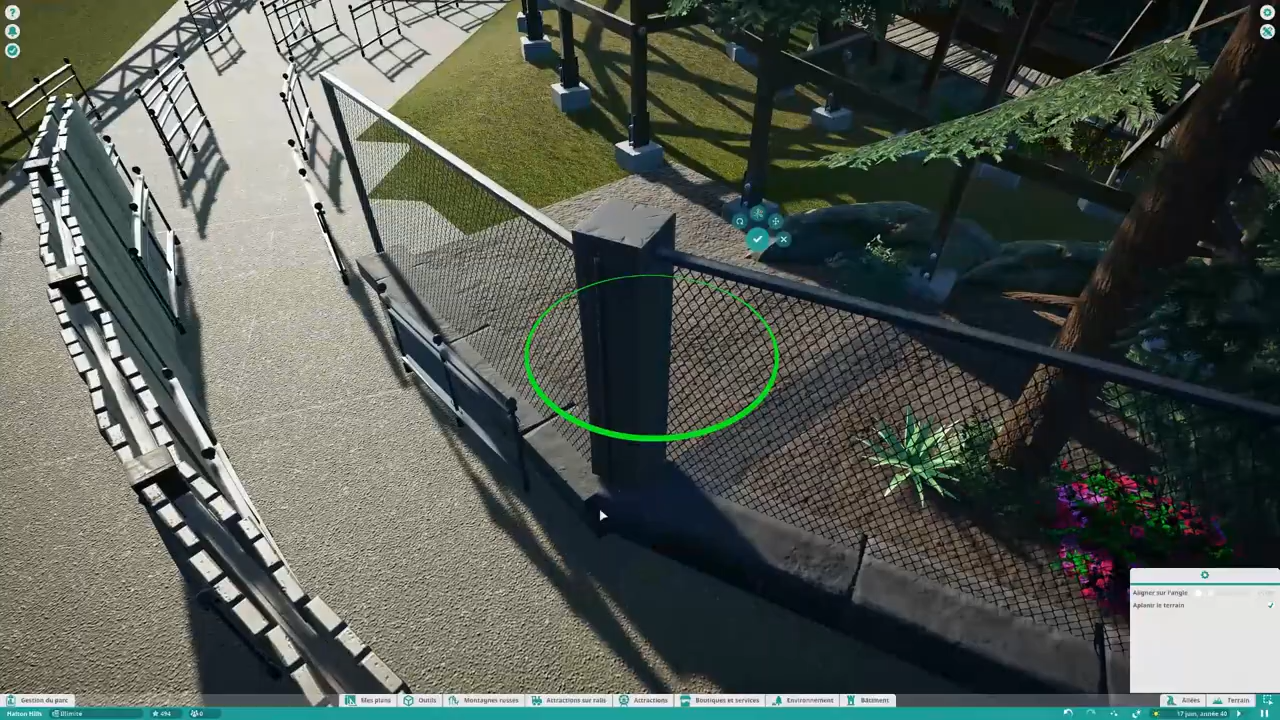 Aligner sur l'angle
Aplanir le terrain
Gestion du parc
Mes plans
Outils
Montagnes russes
Attractions sur rails
Attractions
Boutiques et services
Environnement
Bâtiment
Allées
Terrain
Halton Hills
Illimité
494
0
17 juin, année 40